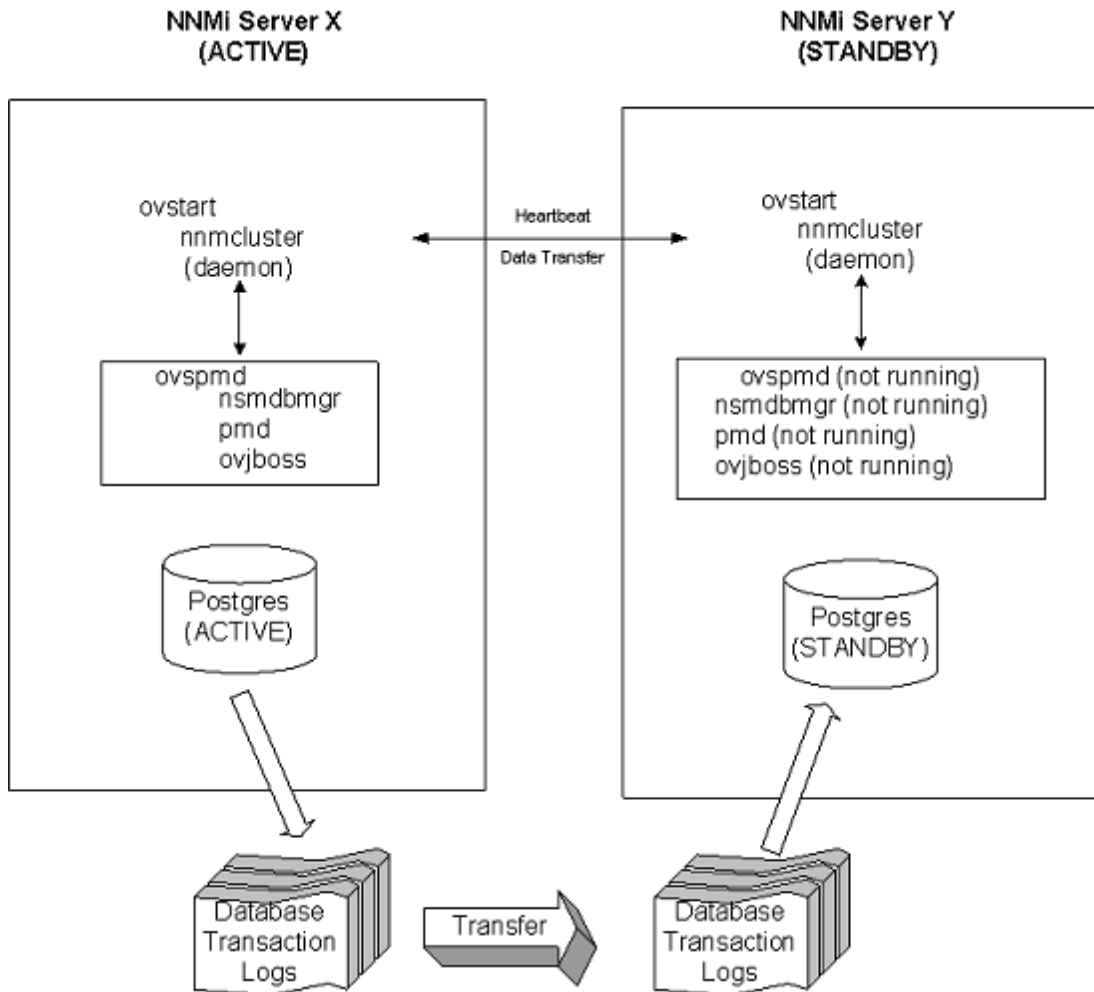 NNMi Server X
(ACTIVE)
NNMi Server Y
(STANDBY)
ovstart
nnmcluster
(daemon)
Heartbeat
Data Transfer
ovstart
nnmcluster
(daemon)
ovspmd
nsmdbmgr
pmd
ovjboss
ovspmd (not running)
nsmdbmgr (not running)
pmd (not running)
ovjboss (not running)
Postgres
(ACTIVE)
Postgres
(STANDBY)
Database
Transaction
Logs
Transfer
Database
Transaction
Logs